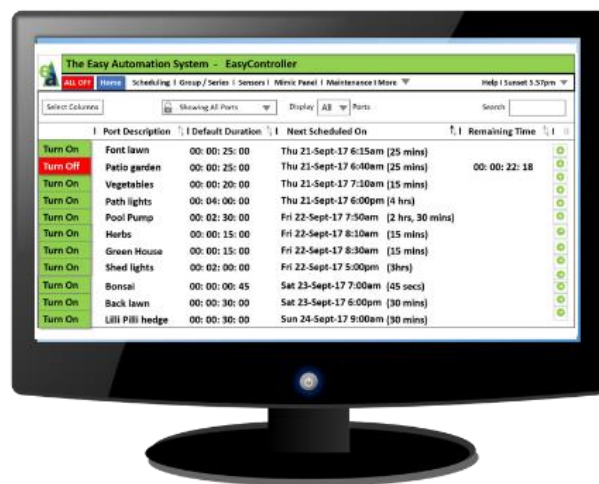 The Easy Automation System - EasyController
ALL OFF Home Scheduling I Group / Series I Sensors I Mimic Panel I Maintenance I More Help I Sunset 5.57pm
Select Columns Showing All Ports Display All Ports Search
I Port Description I Default Duration I Next Scheduled On I Remaining Time I
Turn On Font lawn 00: 00: 25: 00 Thu 21-Sept-17 6:15am (25 mins)
Turn Off Patio garden 00: 00: 25: 00 Thu 21-Sept-17 6:40am (25 mins) 00: 00: 22: 18
Turn On Vegetables 00: 00: 20: 00 Thu 21-Sept-17 7:10am (15 mins)
Turn On Path lights 00: 04: 00: 00 Thu 21-Sept-17 6:00pm (4 hrs)
Turn On Pool Pump 00: 02: 30: 00 Fri 22-Sept-17 7:50am (2 hrs, 30 mins)
Turn On Herbs 00: 00: 15: 00 Fri 22-Sept-17 8:10am (15 mins)
Turn On Green House 00: 00: 15: 00 Fri 22-Sept-17 8:30am (15 mins)
Turn On Shed lights 00: 02: 00: 00 Fri 22-Sept-17 5:00pm (3hrs)
Turn On Bonsai 00: 00: 00: 45 Sat 23-Sept-17 7:00am (45 secs)
Turn On Back lawn 00: 00: 30: 00 Sat 23-Sept-17 6:00pm (30 mins)
Turn On Lilli Pilli hedge 00: 00: 30: 00 Sun 24-Sept-17 9:00am (30 mins)